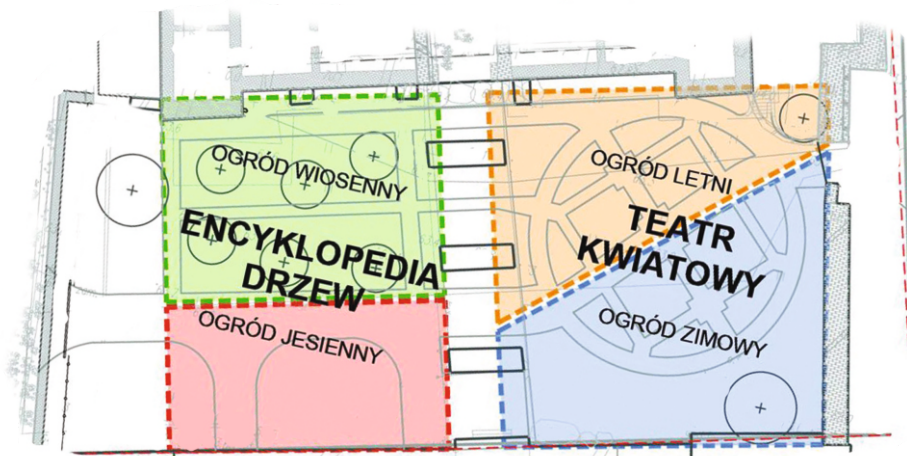 OGRÓD WIOSENNY
ENCYKLOPEDIA
DRZEW
OGRÓD JESIENNY
OGRÓD LETNI
TEATR
KWIATOWY
OGRÓD ZIMOWY